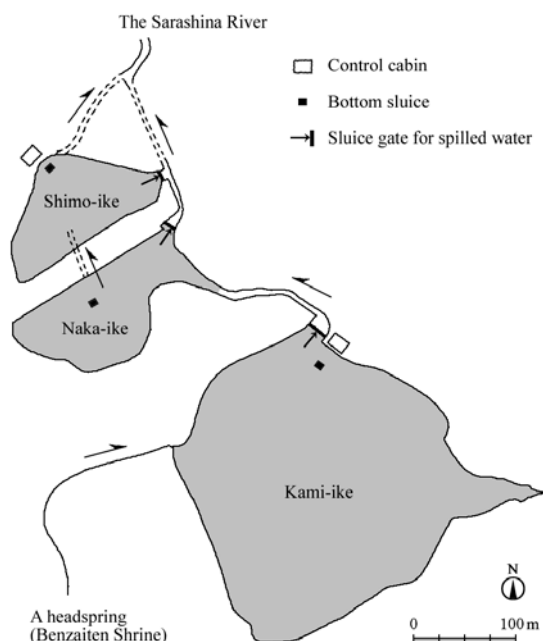 The Sarashina River
Control cabin
Bottom sluice
Sluice gate for spilled water
Shimo-ike
Naka-ike
Kami-ike
A headspring
(Benzaiten Shrine)
N
0 100 m